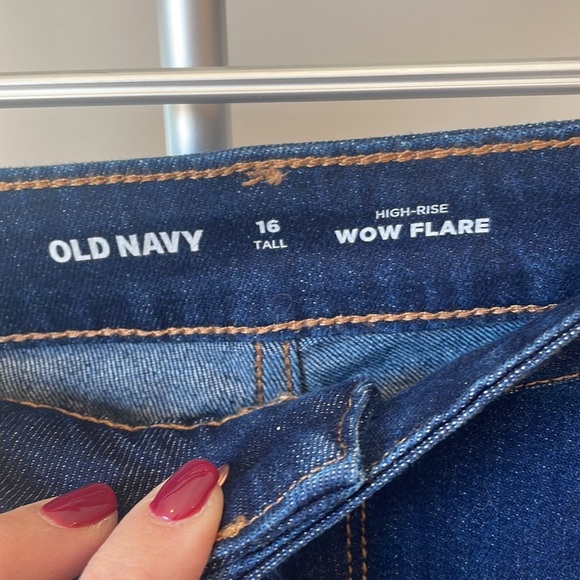 OLD NAVY
16
TALL
HIGH-RISE
WOW FLARE